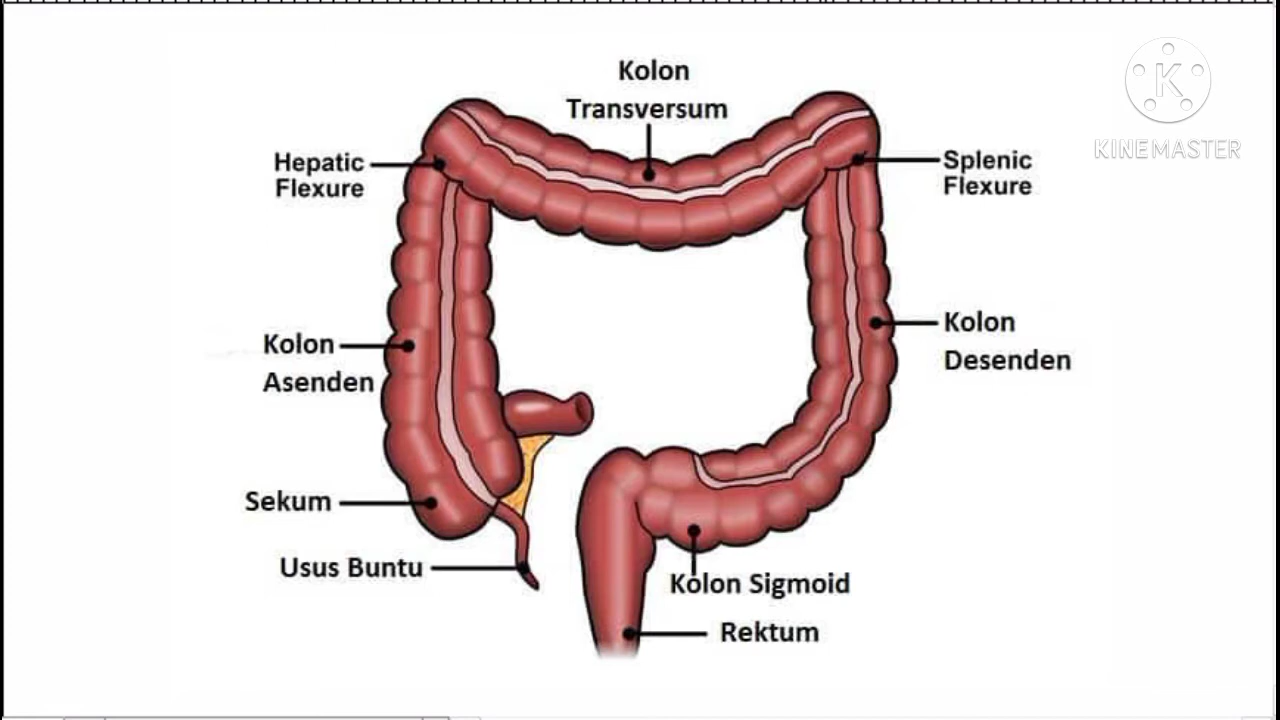 Kolon
Transversum
K
KINEMASTER
Hepatic
Flexure
Splenic
Flexure
Kolon
Asenden
Kolon
Desenden
Sekum
Usus Buntu
Kolon Sigmoid
Rektum